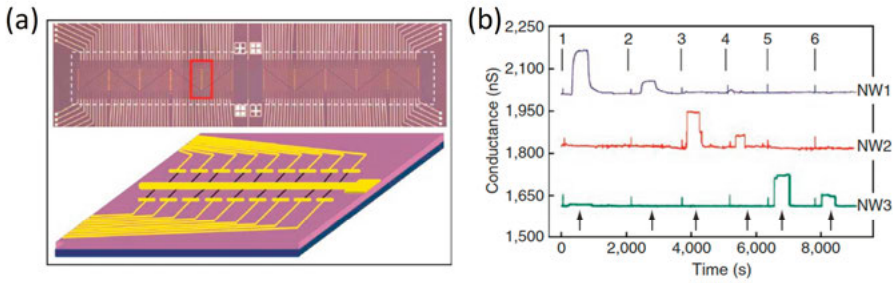 (a)
(b)
Conductance (nS)
2,250
2,100
1,950
1,800
1,650
1,500
1 2 3 4 5 6
NW1
NW2
NW3
0 2,000 4,000 6,000 8,000
Time (s)